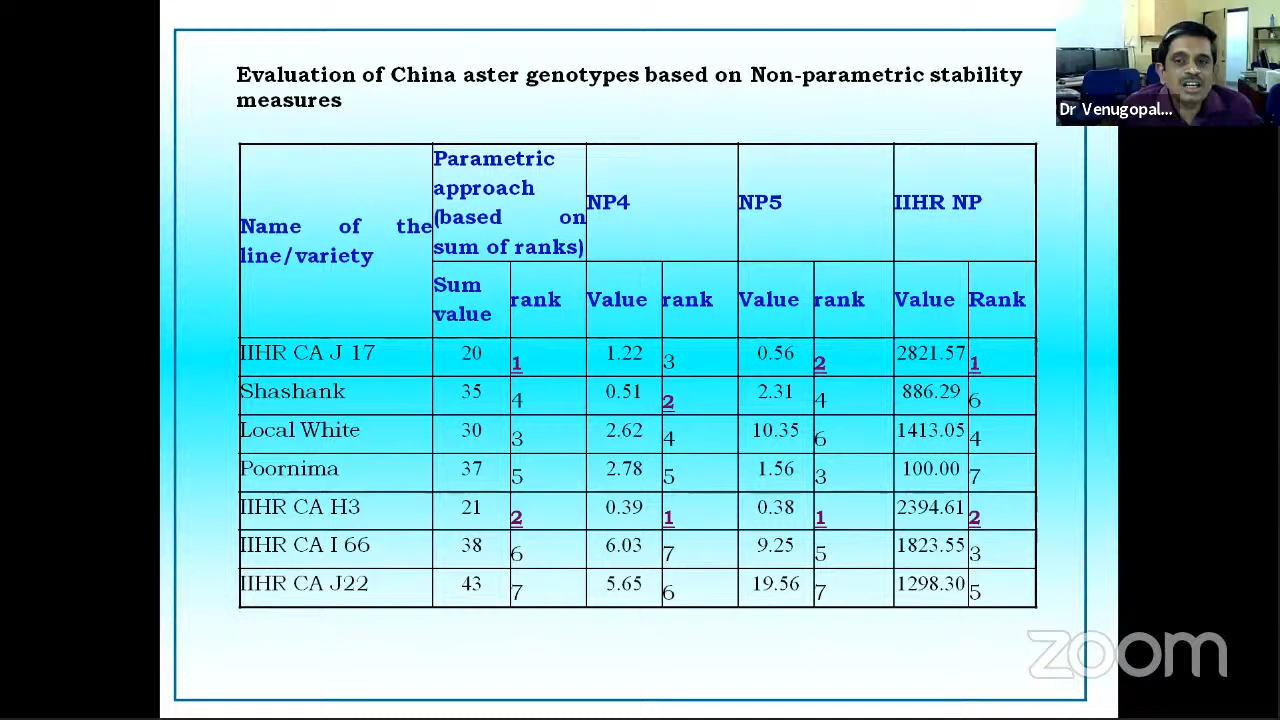 Evaluation of China aster genotypes based on Non-parametric stability
measures
Dr Venugopal...
Name of the
line/variety
Parametric
approach
(based on
sum of ranks)
NP4
NP5
IIHR NP
Sum
value
rank
Value
rank
Value
rank
Value
Rank
IIHR CA J 17 20 1 1.22 3 0.56 2 2821.57 1
Shashank 35 4 0.51 2 2.31 4 886.29 6
Local White 30 3 2.62 4 10.35 6 1413.05 4
Poornima 37 5 2.78 5 1.56 3 100.00 7
IIHR CA H3 21 2 0.39 1 0.38 1 2394.61 2
IIHR CA I 66 38 6 6.03 7 9.25 5 1823.55 3
IIHR CA J22 43 7 5.65 6 19.56 7 1298.30 5
zoom